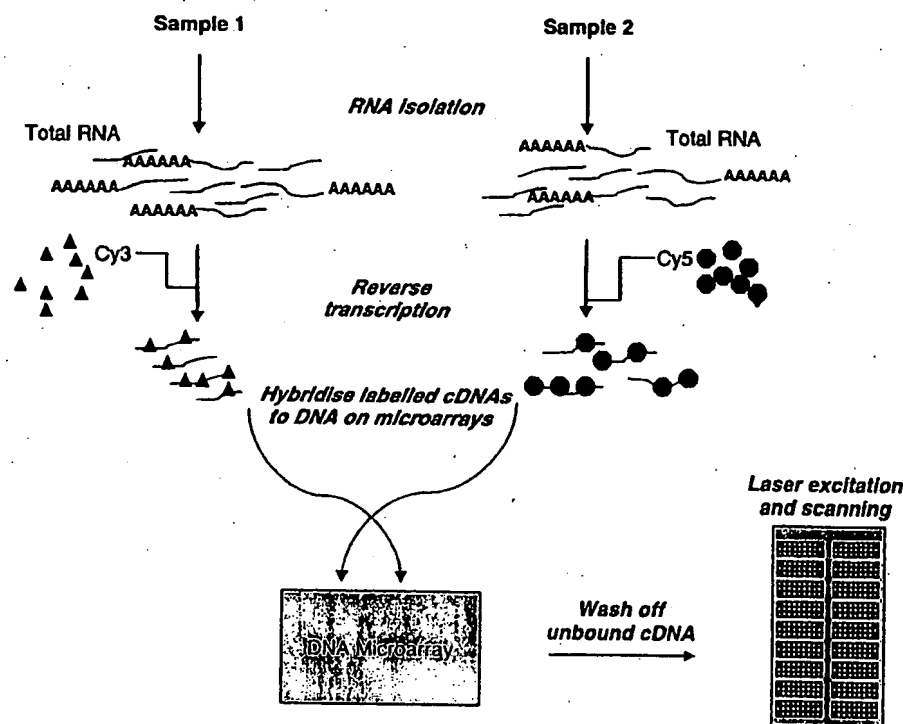 Sample 1
Sample 2
RNA isolation
Total RNA
Total RNA
AAAAAA
AAAAAA
AAAAAA
AAAAAA
AAAAAA
AAAAAA
AAAAAA
Cy3
Cy5
Reverse
transcription
Hybridise labelled cDNAs
to DNA on microarrays
Laser excitation
and scanning
DNA Microarray
Wash off
unbound cDNA